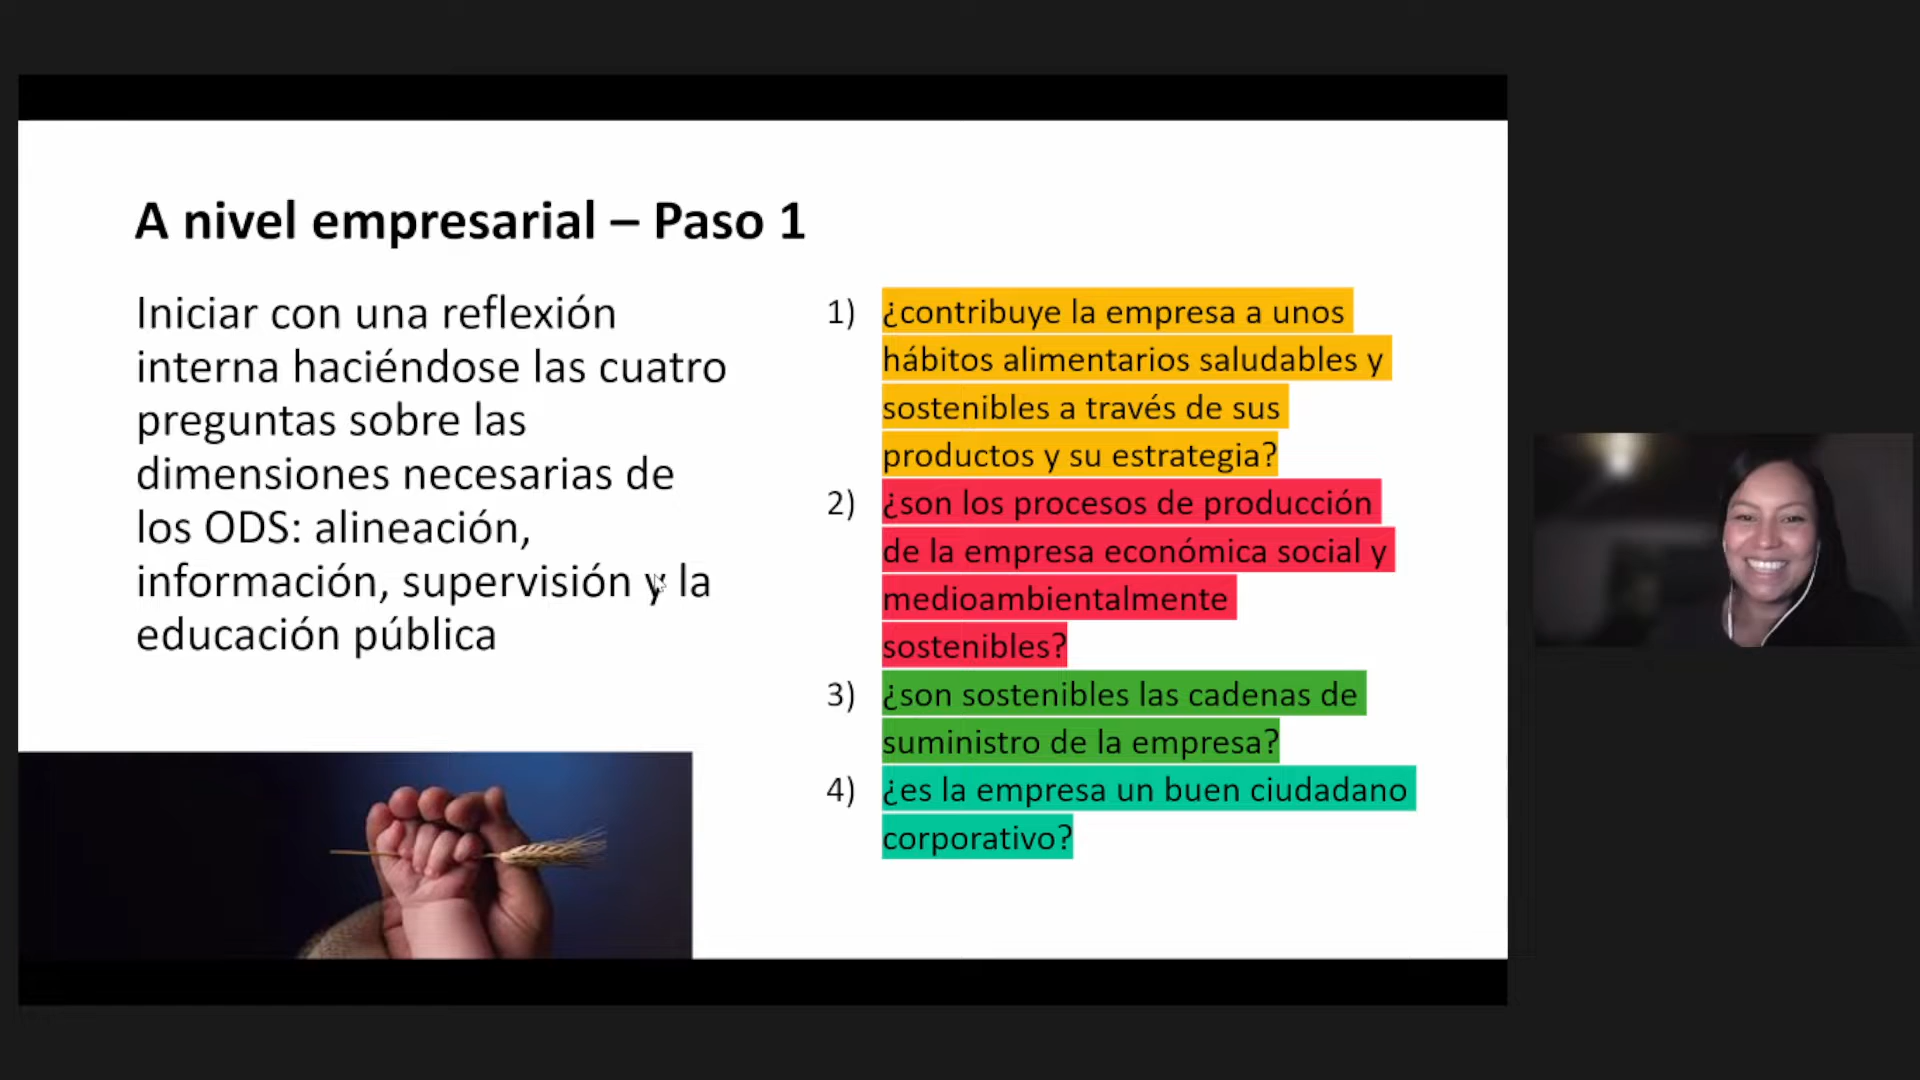 A nivel empresarial – Paso 1
Iniciar con una reflexión
interna haciéndose las cuatro
preguntas sobre las
dimensiones necesarias de
los ODS: alineación,
información, supervisión y la
educación pública
1) ¿contribuye la empresa a unos
hábitos alimentarios saludables y
sostenibles a través de sus
productos y su estrategia?
2) ¿son los procesos de producción
de la empresa económica social y
medioambientalmente
sostenibles?
3) ¿son sostenibles las cadenas de
suministro de la empresa?
4) ¿es la empresa un buen ciudadano
corporativo?